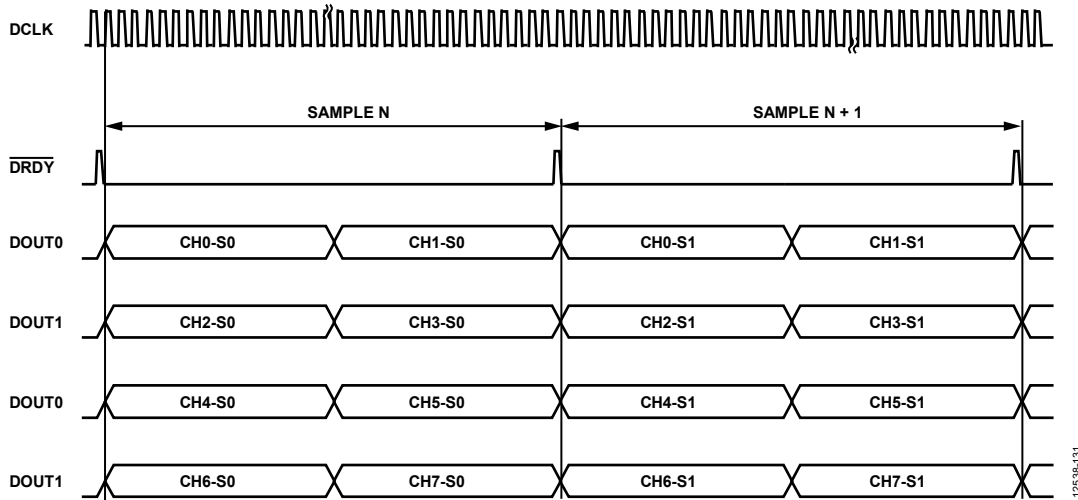 DCLK
SAMPLE N SAMPLE N + 1
DRDY
DOUT0 CH0-S0 CH1-S0 CH0-S1 CH1-S1
DOUT1 CH2-S0 CH3-S0 CH2-S1 CH3-S1
DOUT0 CH4-S0 CH5-S0 CH4-S1 CH5-S1
DOUT1 CH6-S0 CH7-S0 CH6-S1 CH7-S1
12538-131